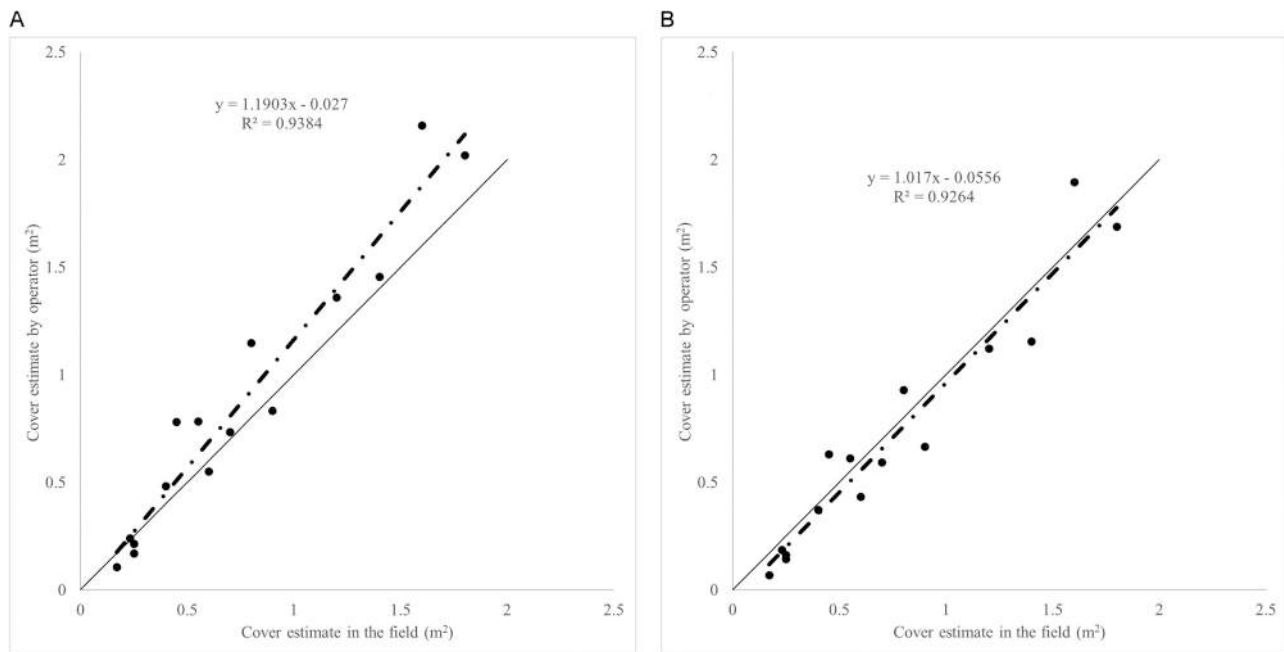 A
2.5
y = 1.1903x - 0.027
R² = 0.9384
2
1.5
1
0.5
0
0
0.5
1
1.5
2
2.5
Cover estimate by operator (m²)
Cover estimate in the field (m²)
B
2.5
y = 1.017x - 0.0556
R² = 0.9264
2
1.5
1
0.5
0
0
0.5
1
1.5
2
2.5
Cover estimate by operator (m²)
Cover estimate in the field (m²)